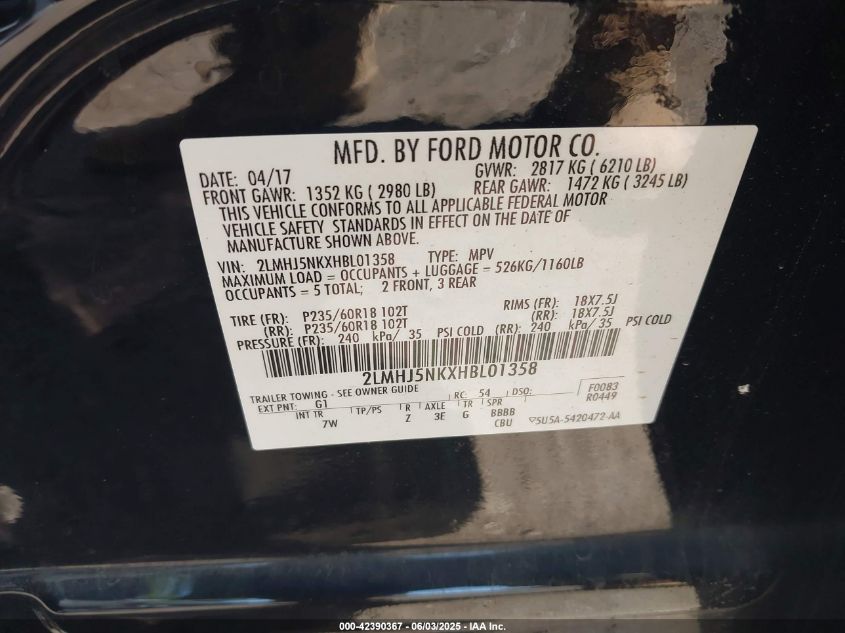 MFD. BY FORD MOTOR CO.
DATE: 04/17 GVWR: 2817 KG ( 6210 LB)
FRONT GAWR: 1352 KG ( 2980 LB) REAR GAWR: 1472 KG ( 3245 LB)
THIS VEHICLE CONFORMS TO ALL APPLICABLE FEDERAL MOTOR
VEHICLE SAFETY STANDARDS IN EFFECT ON THE DATE OF
MANUFACTURE SHOWN ABOVE.
VIN: 2LMHJ5NKXHBL01358 TYPE: MPV
MAXIMUM LOAD = OCCUPANTS + LUGGAGE = 526KG/1160LB
OCCUPANTS = 5 TOTAL; 2 FRONT, 3 REAR
TIRE (FR): P235/60R18 102T RIMS (FR): 18X7.5J
(RR): P235/60R18 102T (RR): 18X7.5J
PRESSURE (FR): 240 kPa/ 35 PSI COLD (RR): 240 kPa/ 35 PSI COLD
2LMHJ5NKXHBL01358
TRAILER TOWING - SEE OWNER GUIDE
EXT PNT: G1 RC: 54 DSO: F0083
R0449
INT TR TP/PS R AXLE TR SPR
7W Z 3E G BBBB
CBU 5U5A-5420472-AA
000-42390367 - 06/03/2025 - IAA Inc.